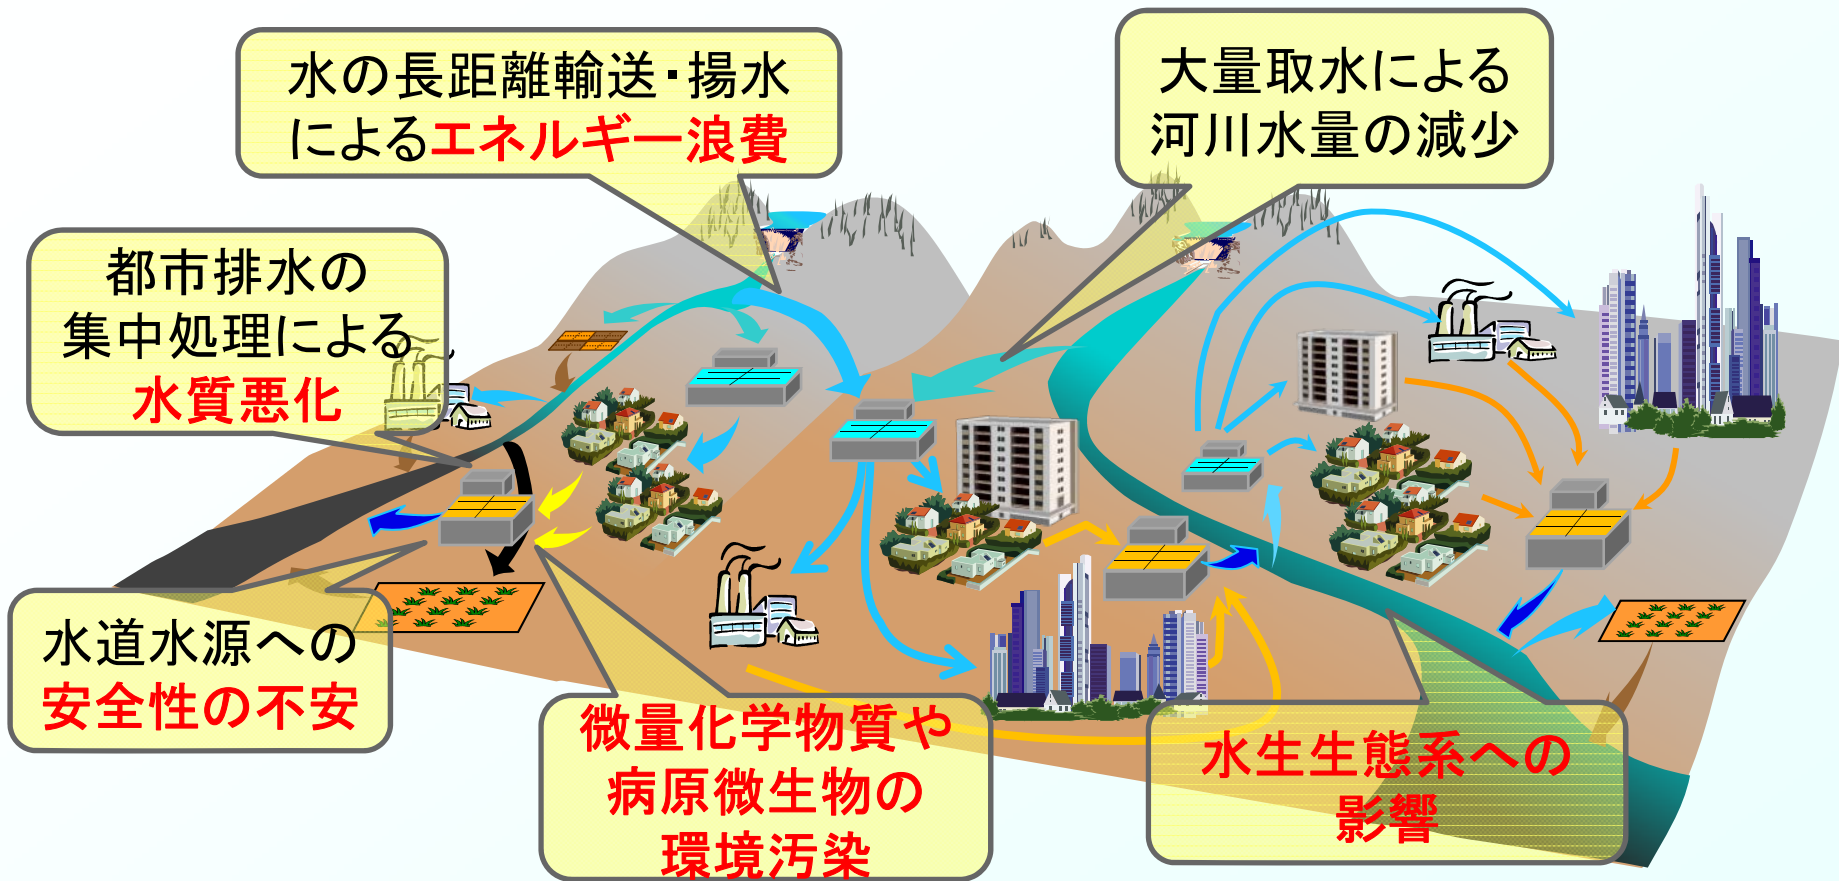 水の長距離輸送・揚水
によるエネルギー浪費
大量取水による
河川水量の減少
都市排水の
集中処理による
水質悪化
水道水源への
安全性の不安
微量化学物質や
病原微生物の
環境汚染
水生生態系への
影響